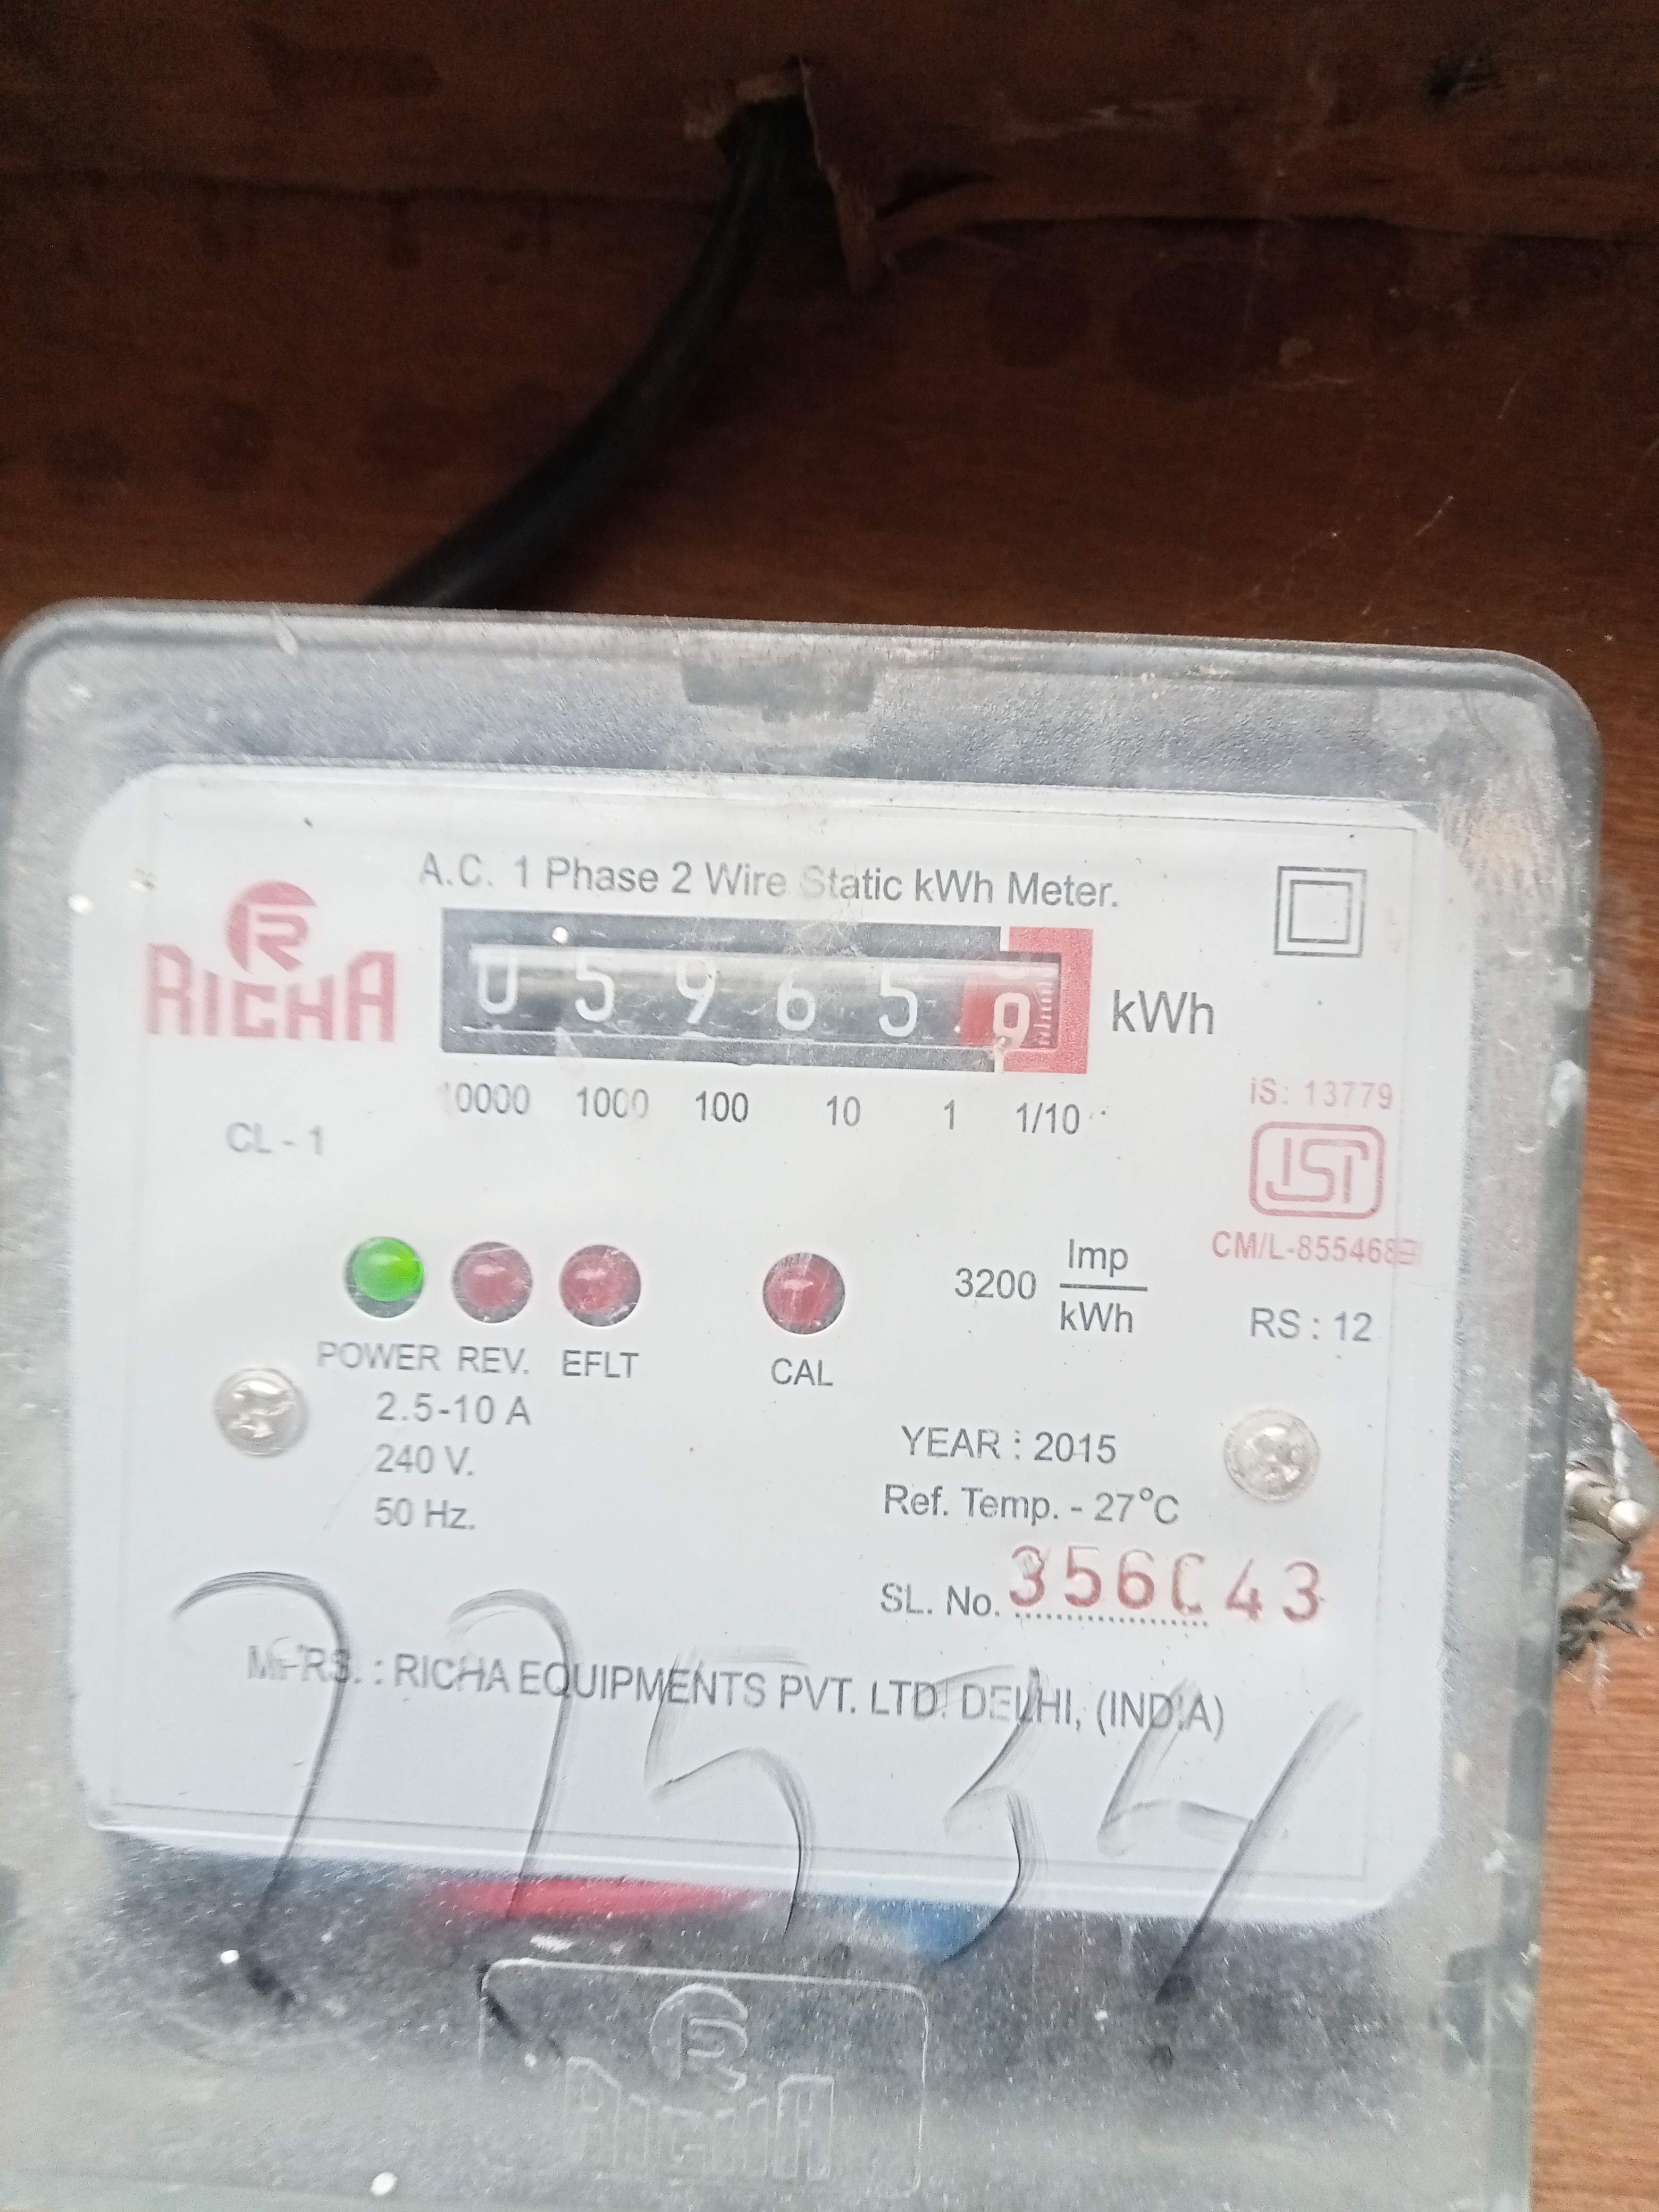 A.C. 1 Phase 2 Wire Static kWh Meter.
R
RICHA
0 5 9 6 5 9 kWh
10000 1000 100 10 1 1/10
CL - 1
iS: 13779
ISI
CM/L-855468
3200 Imp/kWh
RS : 12
POWER REV. EFLT CAL
2.5-10 A
240 V.
50 Hz.
YEAR : 2015
Ref. Temp. - 27°C
SL. No. 356043
MFRS. : RICHA EQUIPMENTS PVT. LTD. DELHI, (INDIA)
R
RICHA